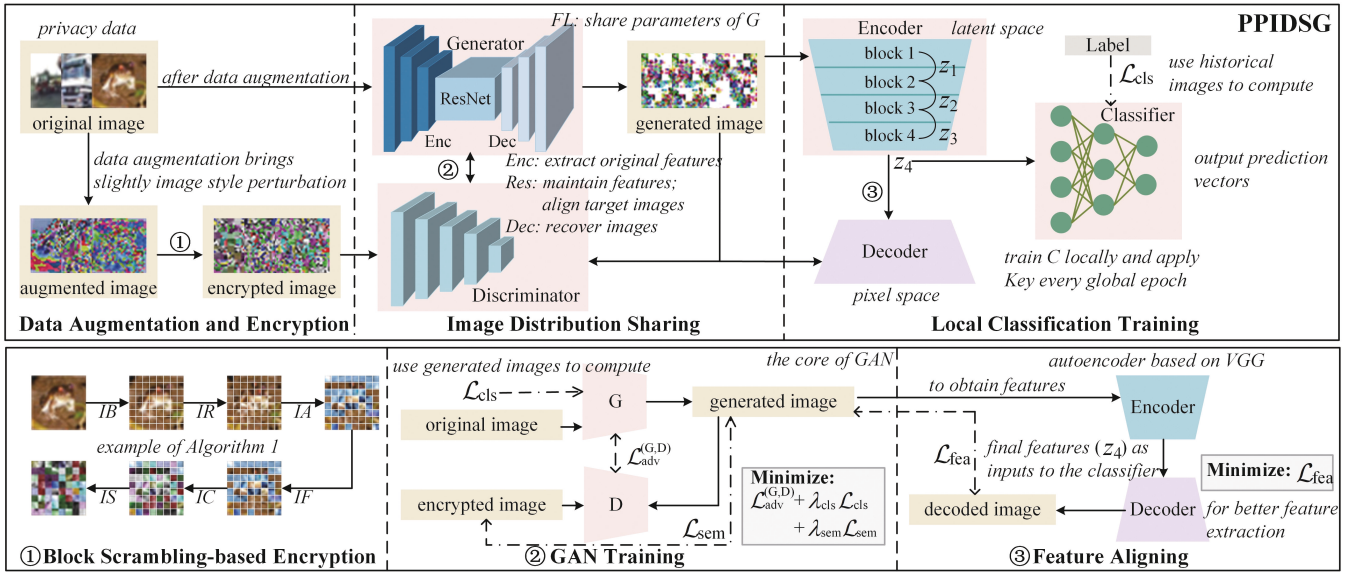 PPIDSG
privacy data
original image
after data augmentation
data augmentation brings
slightly image style perturbation
augmented image
①
encrypted image
Data Augmentation and Encryption
FL: share parameters of G
Generator
ResNet
Enc
Dec
②
Enc: extract original features
Res: maintain features;
align target images
Dec: recover images
generated image
Discriminator
Image Distribution Sharing
Encoder
latent space
block 1
block 2
block 3
block 4
z1
z2
z3
z4
③
Decoder
pixel space
Label
ℒcls
use historical
images to compute
Classifier
output prediction
vectors
train C locally and apply
Key every global epoch
Local Classification Training
IB
IR
IA
example of Algorithm 1
IS
IC
IF
①Block Scrambling-based Encryption
use generated images to compute
the core of GAN
ℒcls
G
generated image
original image
ℒadv(G,D)
encrypted image
D
ℒsem
Minimize:
ℒadv(G,D)+ λcls ℒcls
+ λsem ℒsem
② GAN Training
autoencoder based on VGG
to obtain features
Encoder
final features (z4) as
inputs to the classifier
ℒfea
Minimize: ℒfea
decoded image
Decoder
for better feature
extraction
③ Feature Aligning